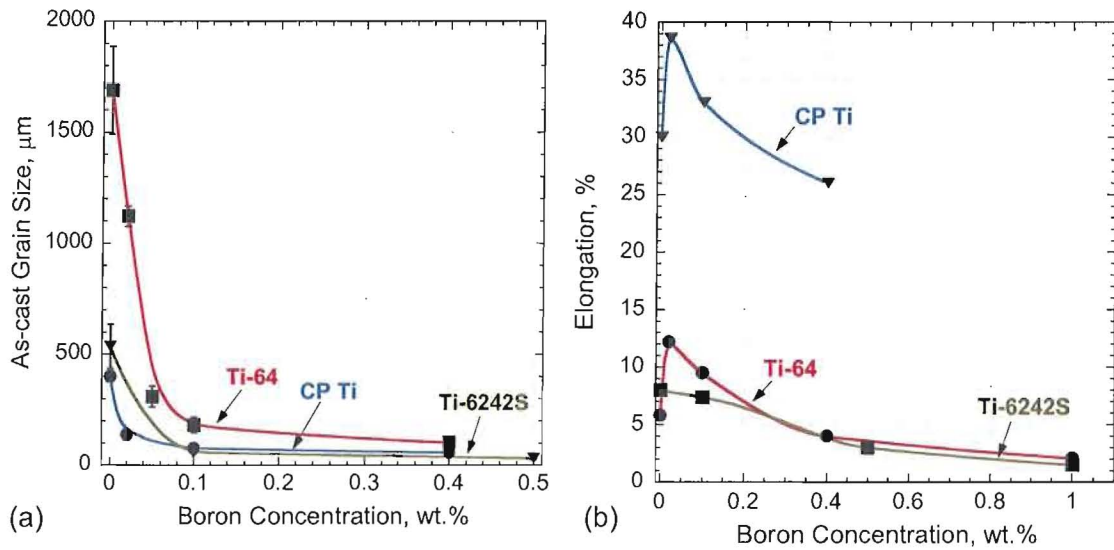 2000
1500
1000
500
0
As-cast Grain Size, μm
Ti-64
CP Ti
Ti-6242S
0 0.1 0.2 0.3 0.4 0.5
Boron Concentration, wt.%
(a)
40
35
30
25
20
15
10
5
0
Elongation, %
CP Ti
Ti-64
Ti-6242S
0 0.2 0.4 0.6 0.8 1
Boron Concentration, wt.%
(b)